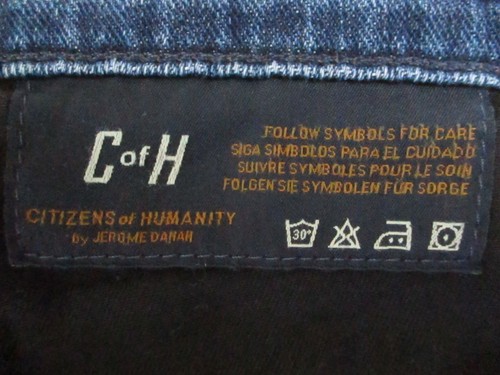 C of H
CITIZENS of HUMANITY
by JEROME DAHAN
FOLLOW SYMBOLS FOR CARE
SIGA SIMBOLOS PARA EL CUIDADO
SUIVRE SYMBOLES POUR LE SOIN
FOLGEN SIE SYMBOLEN FUR SORGE
30°